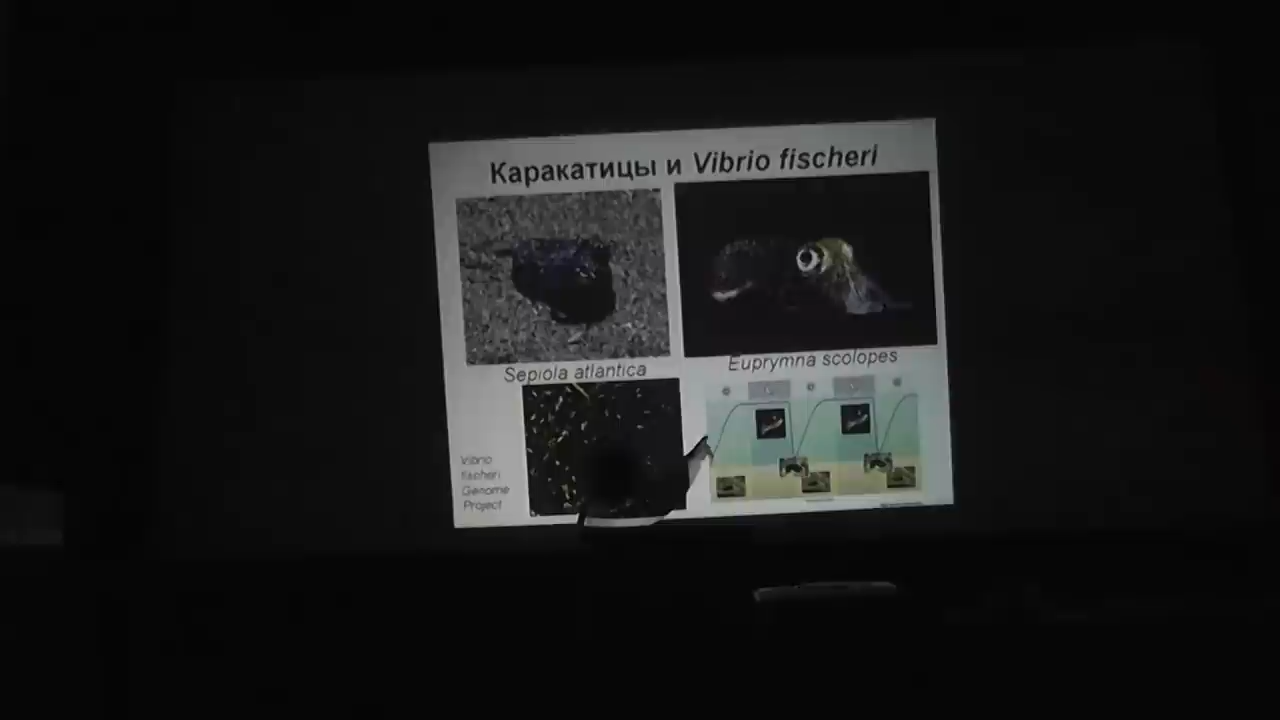 Каракатицы и Vibrio fischeri
Sepiola atlantica
Euprymna scolopes
Vibrio
fischeri
Genome
Project